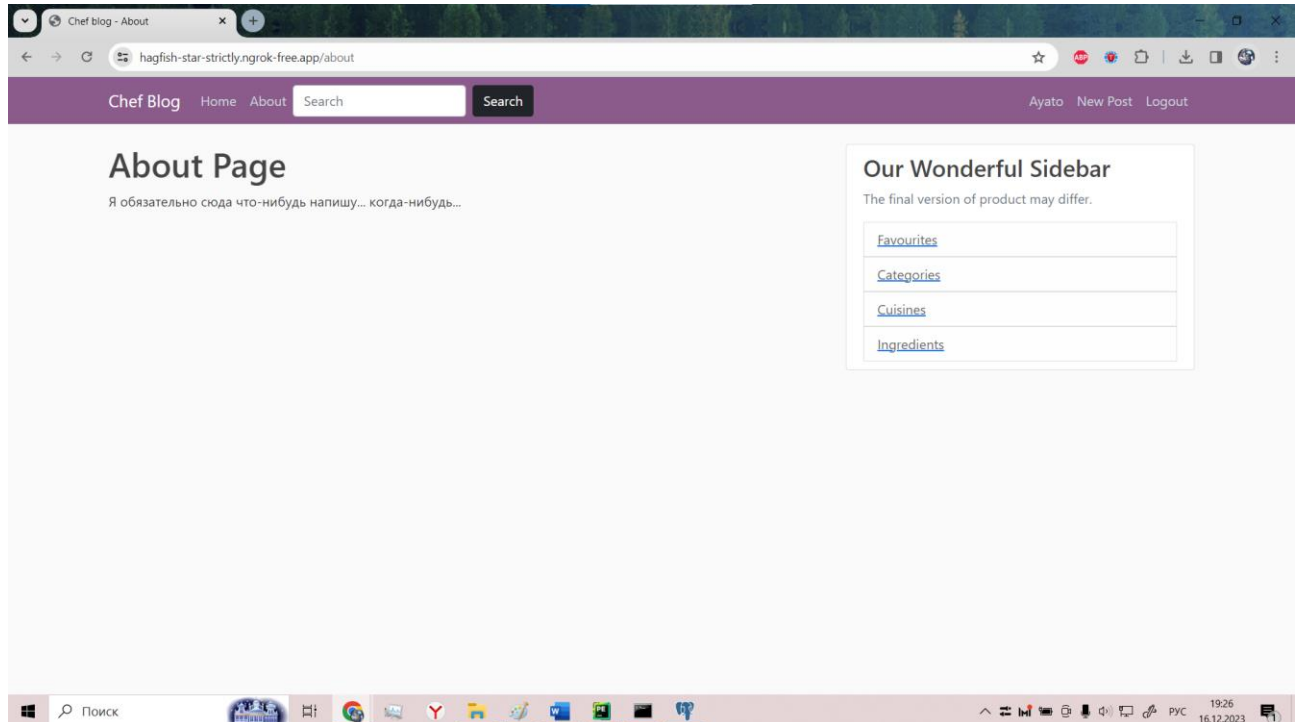 Chef blog - About
hagfish-star-strictly.ngrok-free.app/about
Chef Blog Home About Search Search Ayato New Post Logout
About Page
Я обязательно сюда что-нибудь напишу... когда-нибудь...
Our Wonderful Sidebar
The final version of product may differ.
Favourites
Categories
Cuisines
Ingredients
Поиск
РУС
19:26
16.12.2023